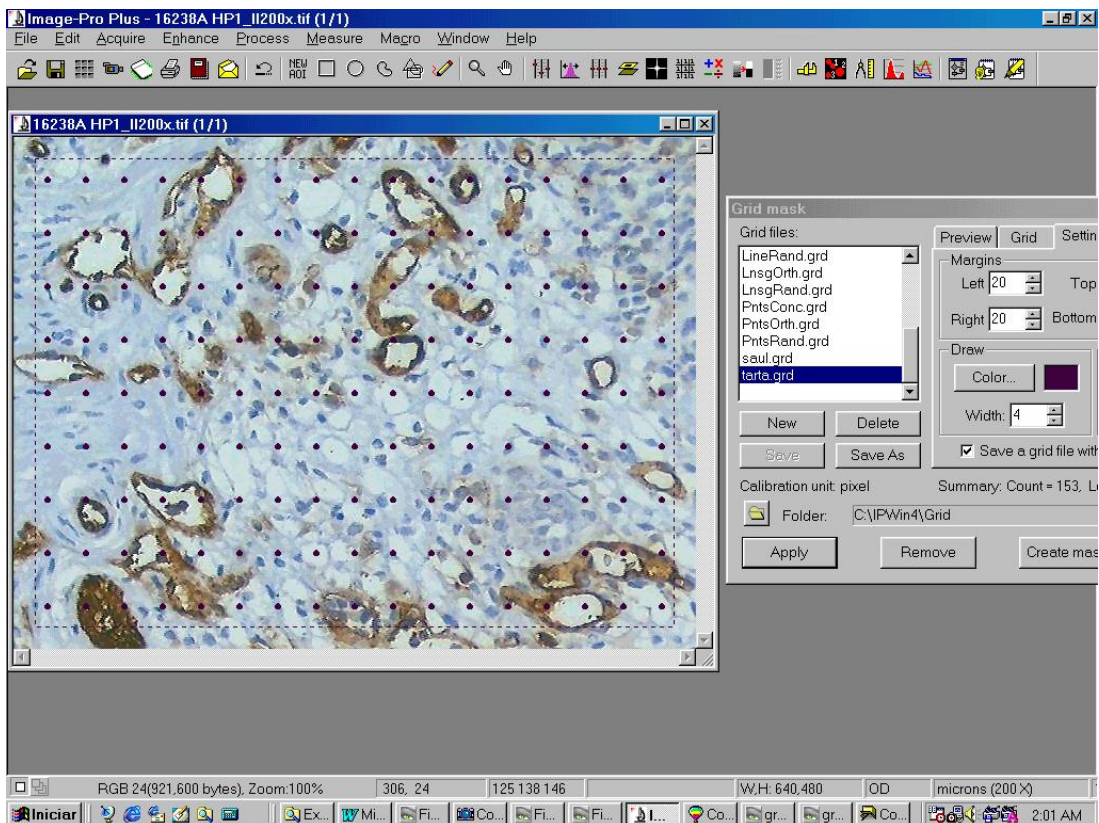 Image-Pro Plus - 16238A HP1_II200x.tif (1/1)
File Edit Acquire Enhance Process Measure Macro Window Help
NEW
AOI
16238A HP1_II200x.tif (1/1)
Grid mask
Grid files:
LineRand.grd
LnsgOrth.grd
LnsgRand.grd
PntsConc.grd
PntsOrth.grd
PntsRand.grd
saul.grd
tarta.grd
New Delete
Save Save As
Preview Grid Settin
Margins
Left 20 Top
Right 20 Bottom
Draw
Color...
Width: 4
Save a grid file with
Calibration unit: pixel Summary: Count = 153, L
Folder: C:\IPWin4\Grid
Apply Remove Create mas
RGB 24(921,600 bytes), Zoom:100% 306, 24 125 138 146 W,H: 640,480 OD microns (200 X)
Iniciar Ex... Mi... Fi... Co... Fi... Fi... I... Co... gr... gr... Co... 2:01 AM